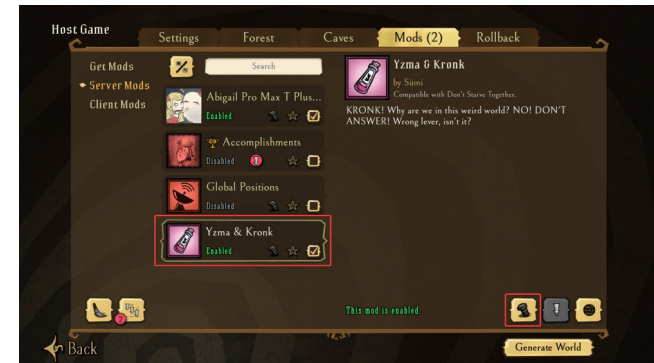 Host Game
Settings
Forest
Caves
Mods (2)
Rollback
Get Mods
Server Mods
Client Mods
Search
Abigail Pro Max T Plus...
Enabled
Accomplishments
Disabled
Global Positions
Disabled
Yzma & Kronk
Enabled
Yzma & Kronk
by Sümi
Compatible with Don't Starve Together.
KRONK! Why are we in this weird world? NO! DON'T
ANSWER! Wrong lever, isn't it?
2
This mod is enabled.
Back
Generate World